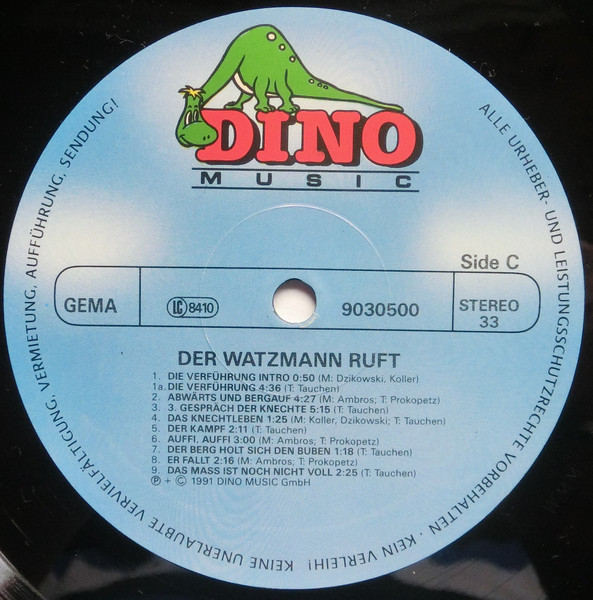 DINO
MUSIC
Side C
GEMA
LC 8410
9030500
STEREO
33
DER WATZMANN RUFT
1. DIE VERFÜHRUNG INTRO 0:50 (M: Dzikowski, Koller)
1a. DIE VERFÜHRUNG 4:36 (T: Tauchen)
2. ABWÄRTS UND BERGAUF 4:27 (M: Ambros; T: Prokopetz)
3. 3. GESPRÄCH DER KNECHTE 5:15 (T: Tauchen)
4. DAS KNECHTLEBEN 1:25 (M: Koller, Dzikowski; T: Tauchen)
5. DER KAMPF 2:11 (T: Tauchen)
6. AUFFI, AUFFI 3:00 (M: Ambros; T: Prokopetz)
7. DER BERG HOLT SICH DEN BUBEN 1:18 (T: Tauchen)
8. ER FALLT 2:16 (M: Ambros; T: Prokopetz)
9. DAS MASS IST NOCH NICHT VOLL 2:25 (T: Tauchen)
℗ + © 1991 DINO MUSIC GmbH
ALLE URHEBER- UND LEISTUNGSSCHUTZRECHTE VORBEHALTEN · KEIN VERLEIH! KEINE UNERLAUBTE VERVIELFÄLTIGUNG, VERMIETUNG, AUFFÜHRUNG, SENDUNG!